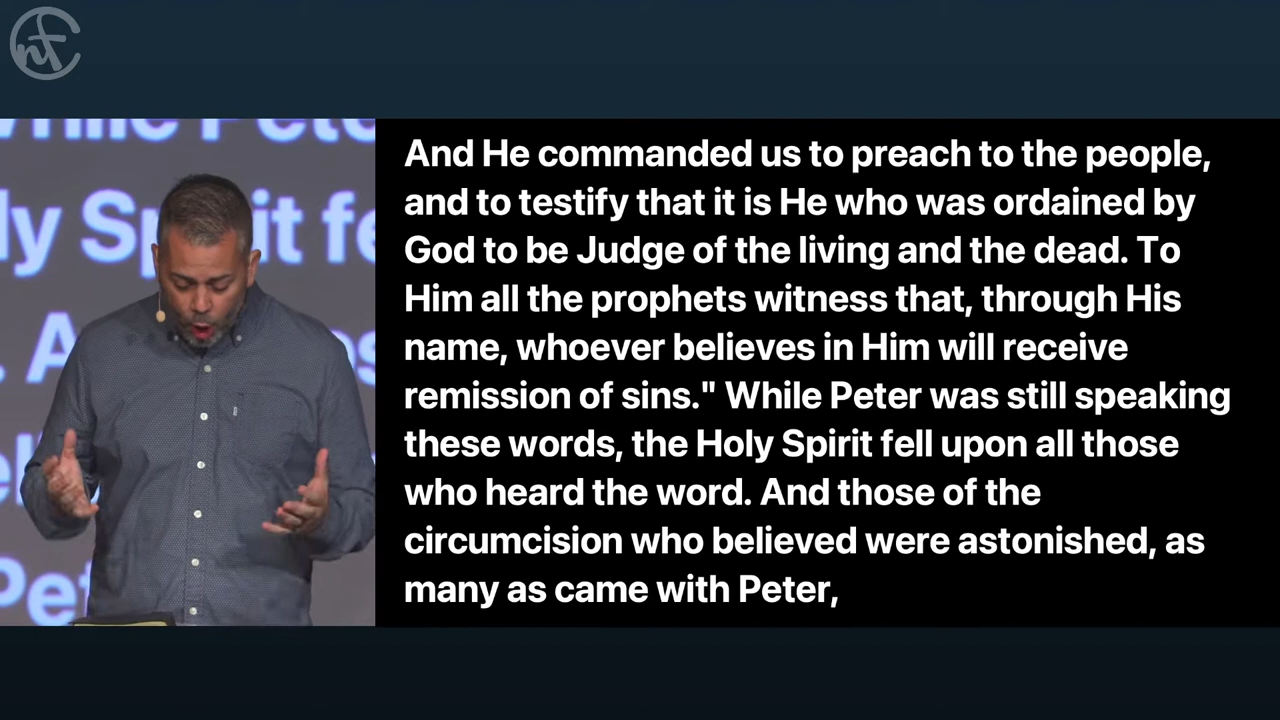 And He commanded us to preach to the people,
and to testify that it is He who was ordained by
God to be Judge of the living and the dead. To
Him all the prophets witness that, through His
name, whoever believes in Him will receive
remission of sins." While Peter was still speaking
these words, the Holy Spirit fell upon all those
who heard the word. And those of the
circumcision who believed were astonished, as
many as came with Peter,